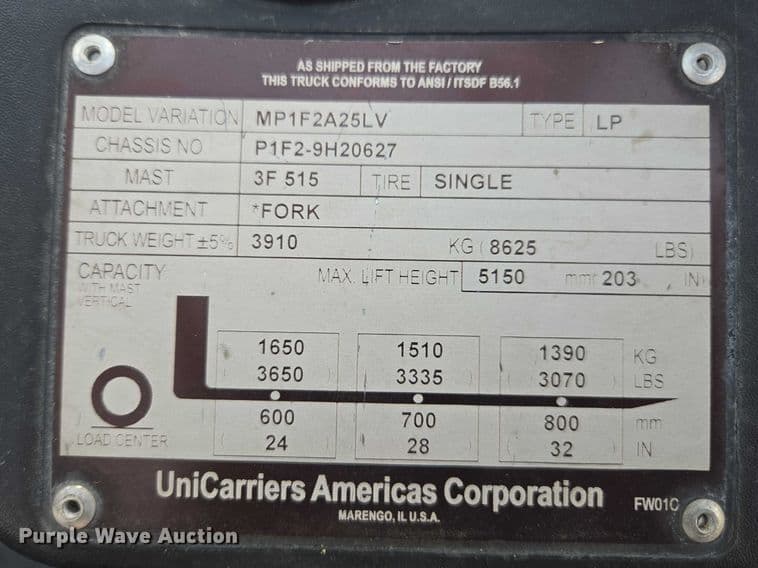 AS SHIPPED FROM THE FACTORY
THIS TRUCK CONFORMS TO ANSI / ITSDF B56.1
MODEL VARIATION MP1F2A25LV TYPE LP
CHASSIS NO P1F2-9H20627
MAST 3F 515 TIRE SINGLE
ATTACHMENT *FORK
TRUCK WEIGHT ±5% 3910 KG ( 8625 LBS)
CAPACITY MAX. LIFT HEIGHT 5150 mm ( 203 IN)
WITH MAST
VERTICAL
1650 1510 1390 KG
( 3650 ) ( 3335 ) ( 3070 ) LBS
600 700 800 mm
LOAD CENTER ( 24 ) ( 28 ) ( 32 ) IN
UniCarriers Americas Corporation FW01C
MARENGO, IL U.S.A.
Purple Wave Auction